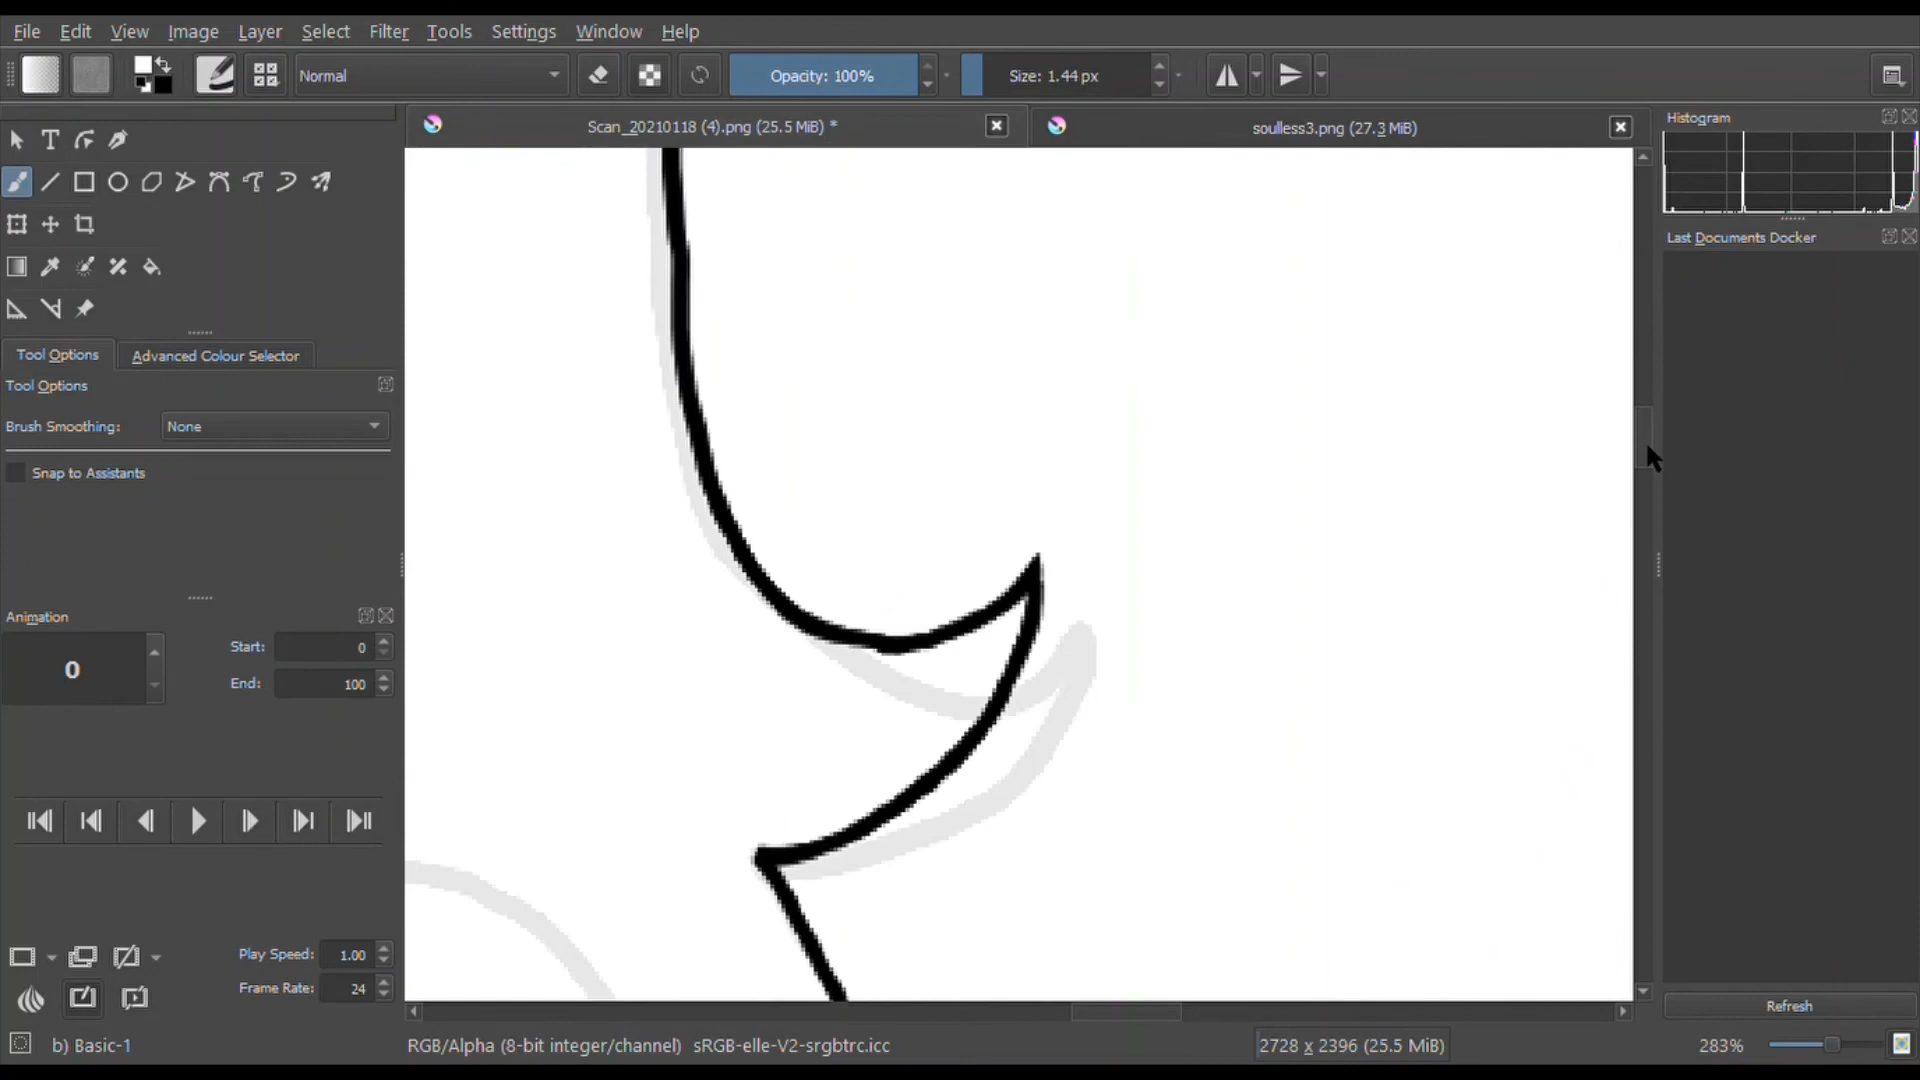 File Edit View Image Layer Select Filter Tools Settings Window Help
Normal
Opacity: 100%
Size: 1.44 px
Scan_20210118 (4).png (25.5 MiB) *
soulless3.png (27.3 MiB)
Histogram
Last Documents Docker
Tool Options
Advanced Colour Selector
Tool Options
Brush Smoothing: None
Snap to Assistants
Animation
0
Start: 0
End: 100
Play Speed: 1.00
Frame Rate: 24
Refresh
b) Basic-1
RGB/Alpha (8-bit integer/channel) sRGB-elle-V2-srgbtrc.icc
2728 x 2396 (25.5 MiB)
283%